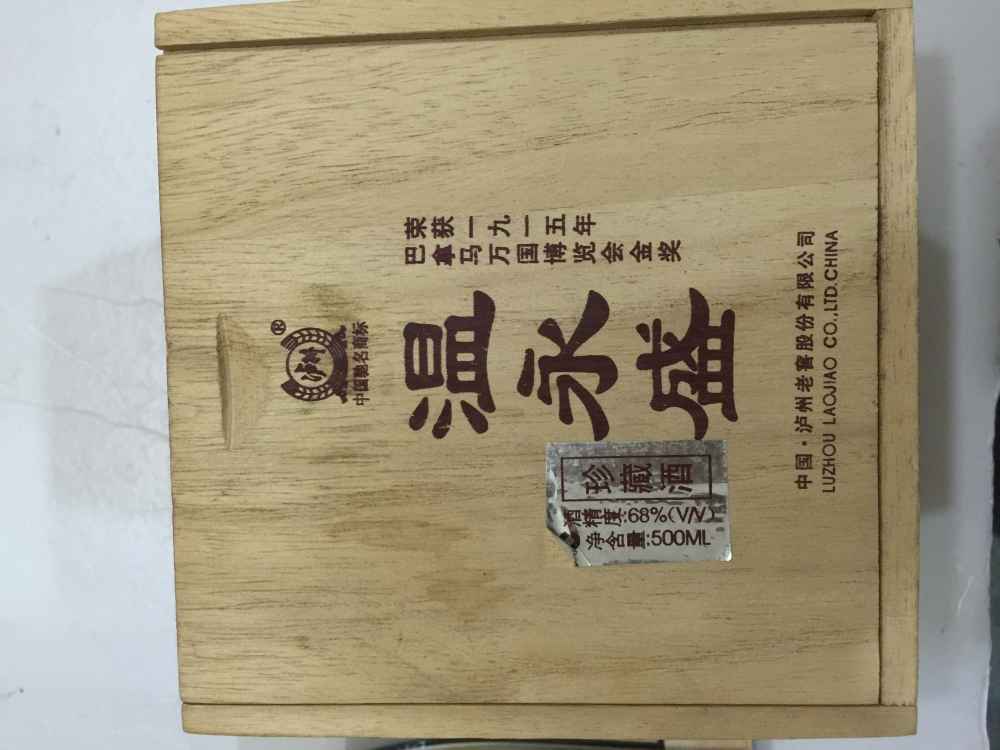 泸州
®
中国驰名商标
荣获一九一五年
巴拿马万国博览会金奖
温永盛
珍藏酒
酒精度:68%(V/V)
净含量:500ML
中国·泸州老窖股份有限公司
LUZHOU LAOJIAO CO.,LTD.CHINA